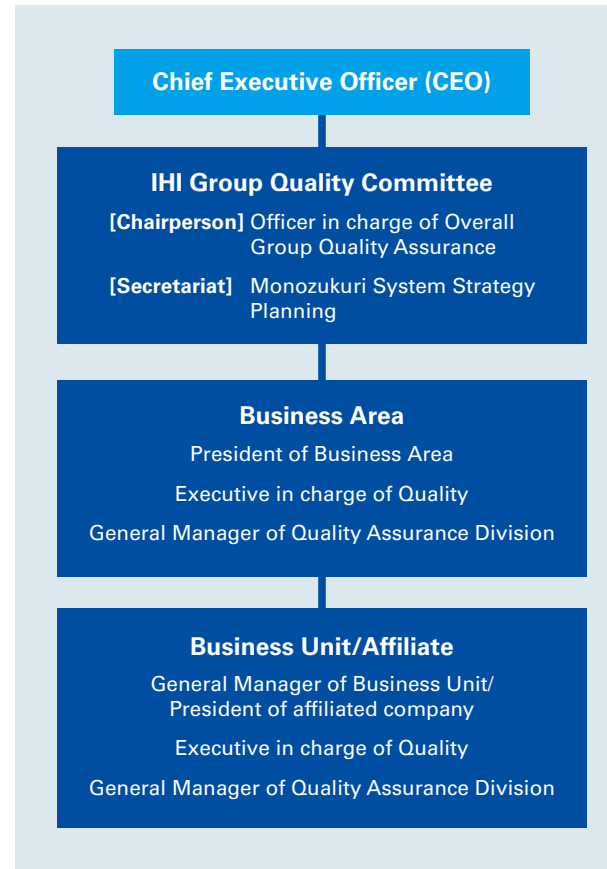 Chief Executive Officer (CEO)
IHI Group Quality Committee
[Chairperson] Officer in charge of Overall
Group Quality Assurance
[Secretariat] Monozukuri System Strategy
Planning
Business Area
President of Business Area
Executive in charge of Quality
General Manager of Quality Assurance Division
Business Unit/Affiliate
General Manager of Business Unit/
President of affiliated company
Executive in charge of Quality
General Manager of Quality Assurance Division